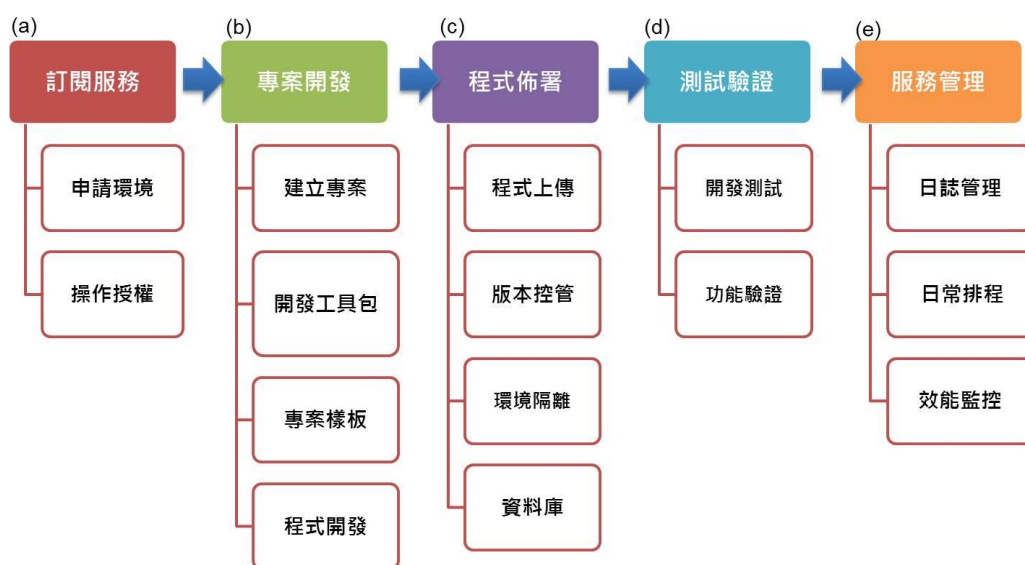 (a)
訂閱服務
申請環境
操作授權
(b)
專案開發
建立專案
開發工具包
專案樣板
程式開發
(c)
程式佈署
程式上傳
版本控管
環境隔離
資料庫
(d)
測試驗證
開發測試
功能驗證
(e)
服務管理
日誌管理
日常排程
效能監控